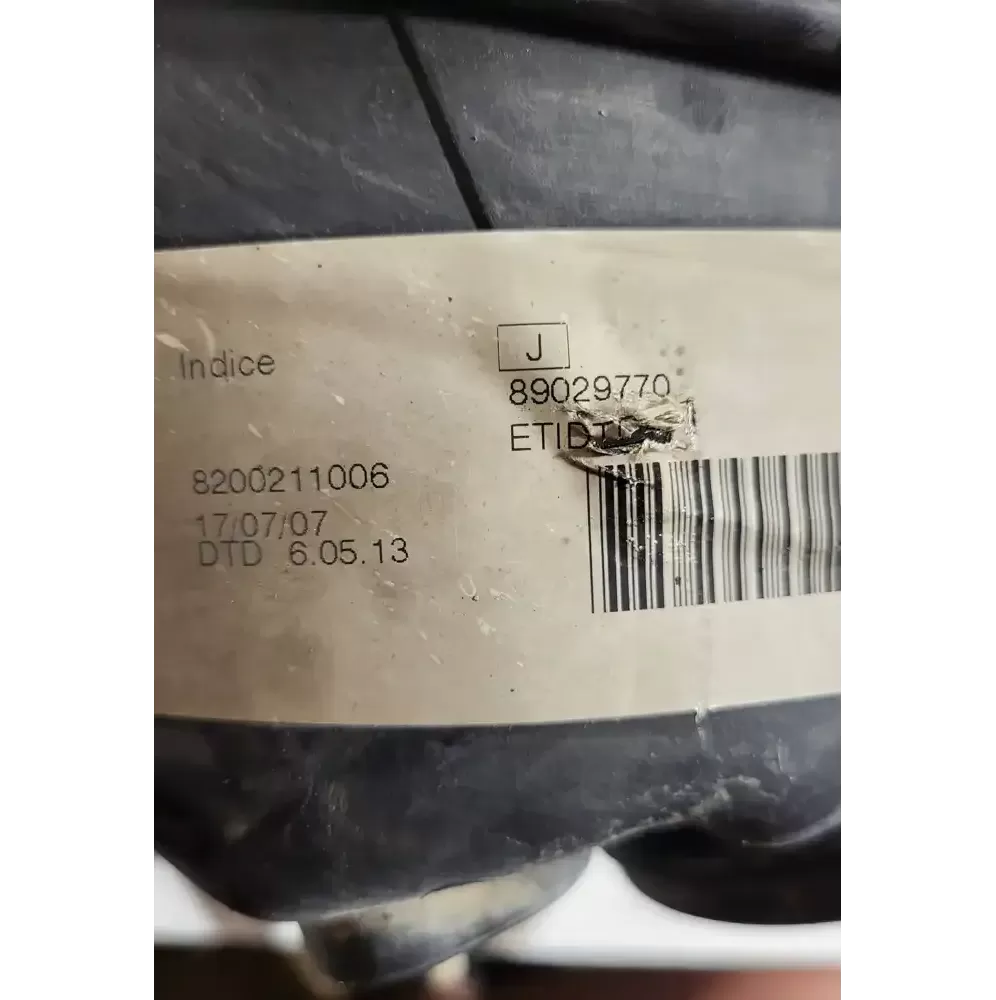 Indice
J
89029770
8200211006
17/07/07
DTD 6.05.13